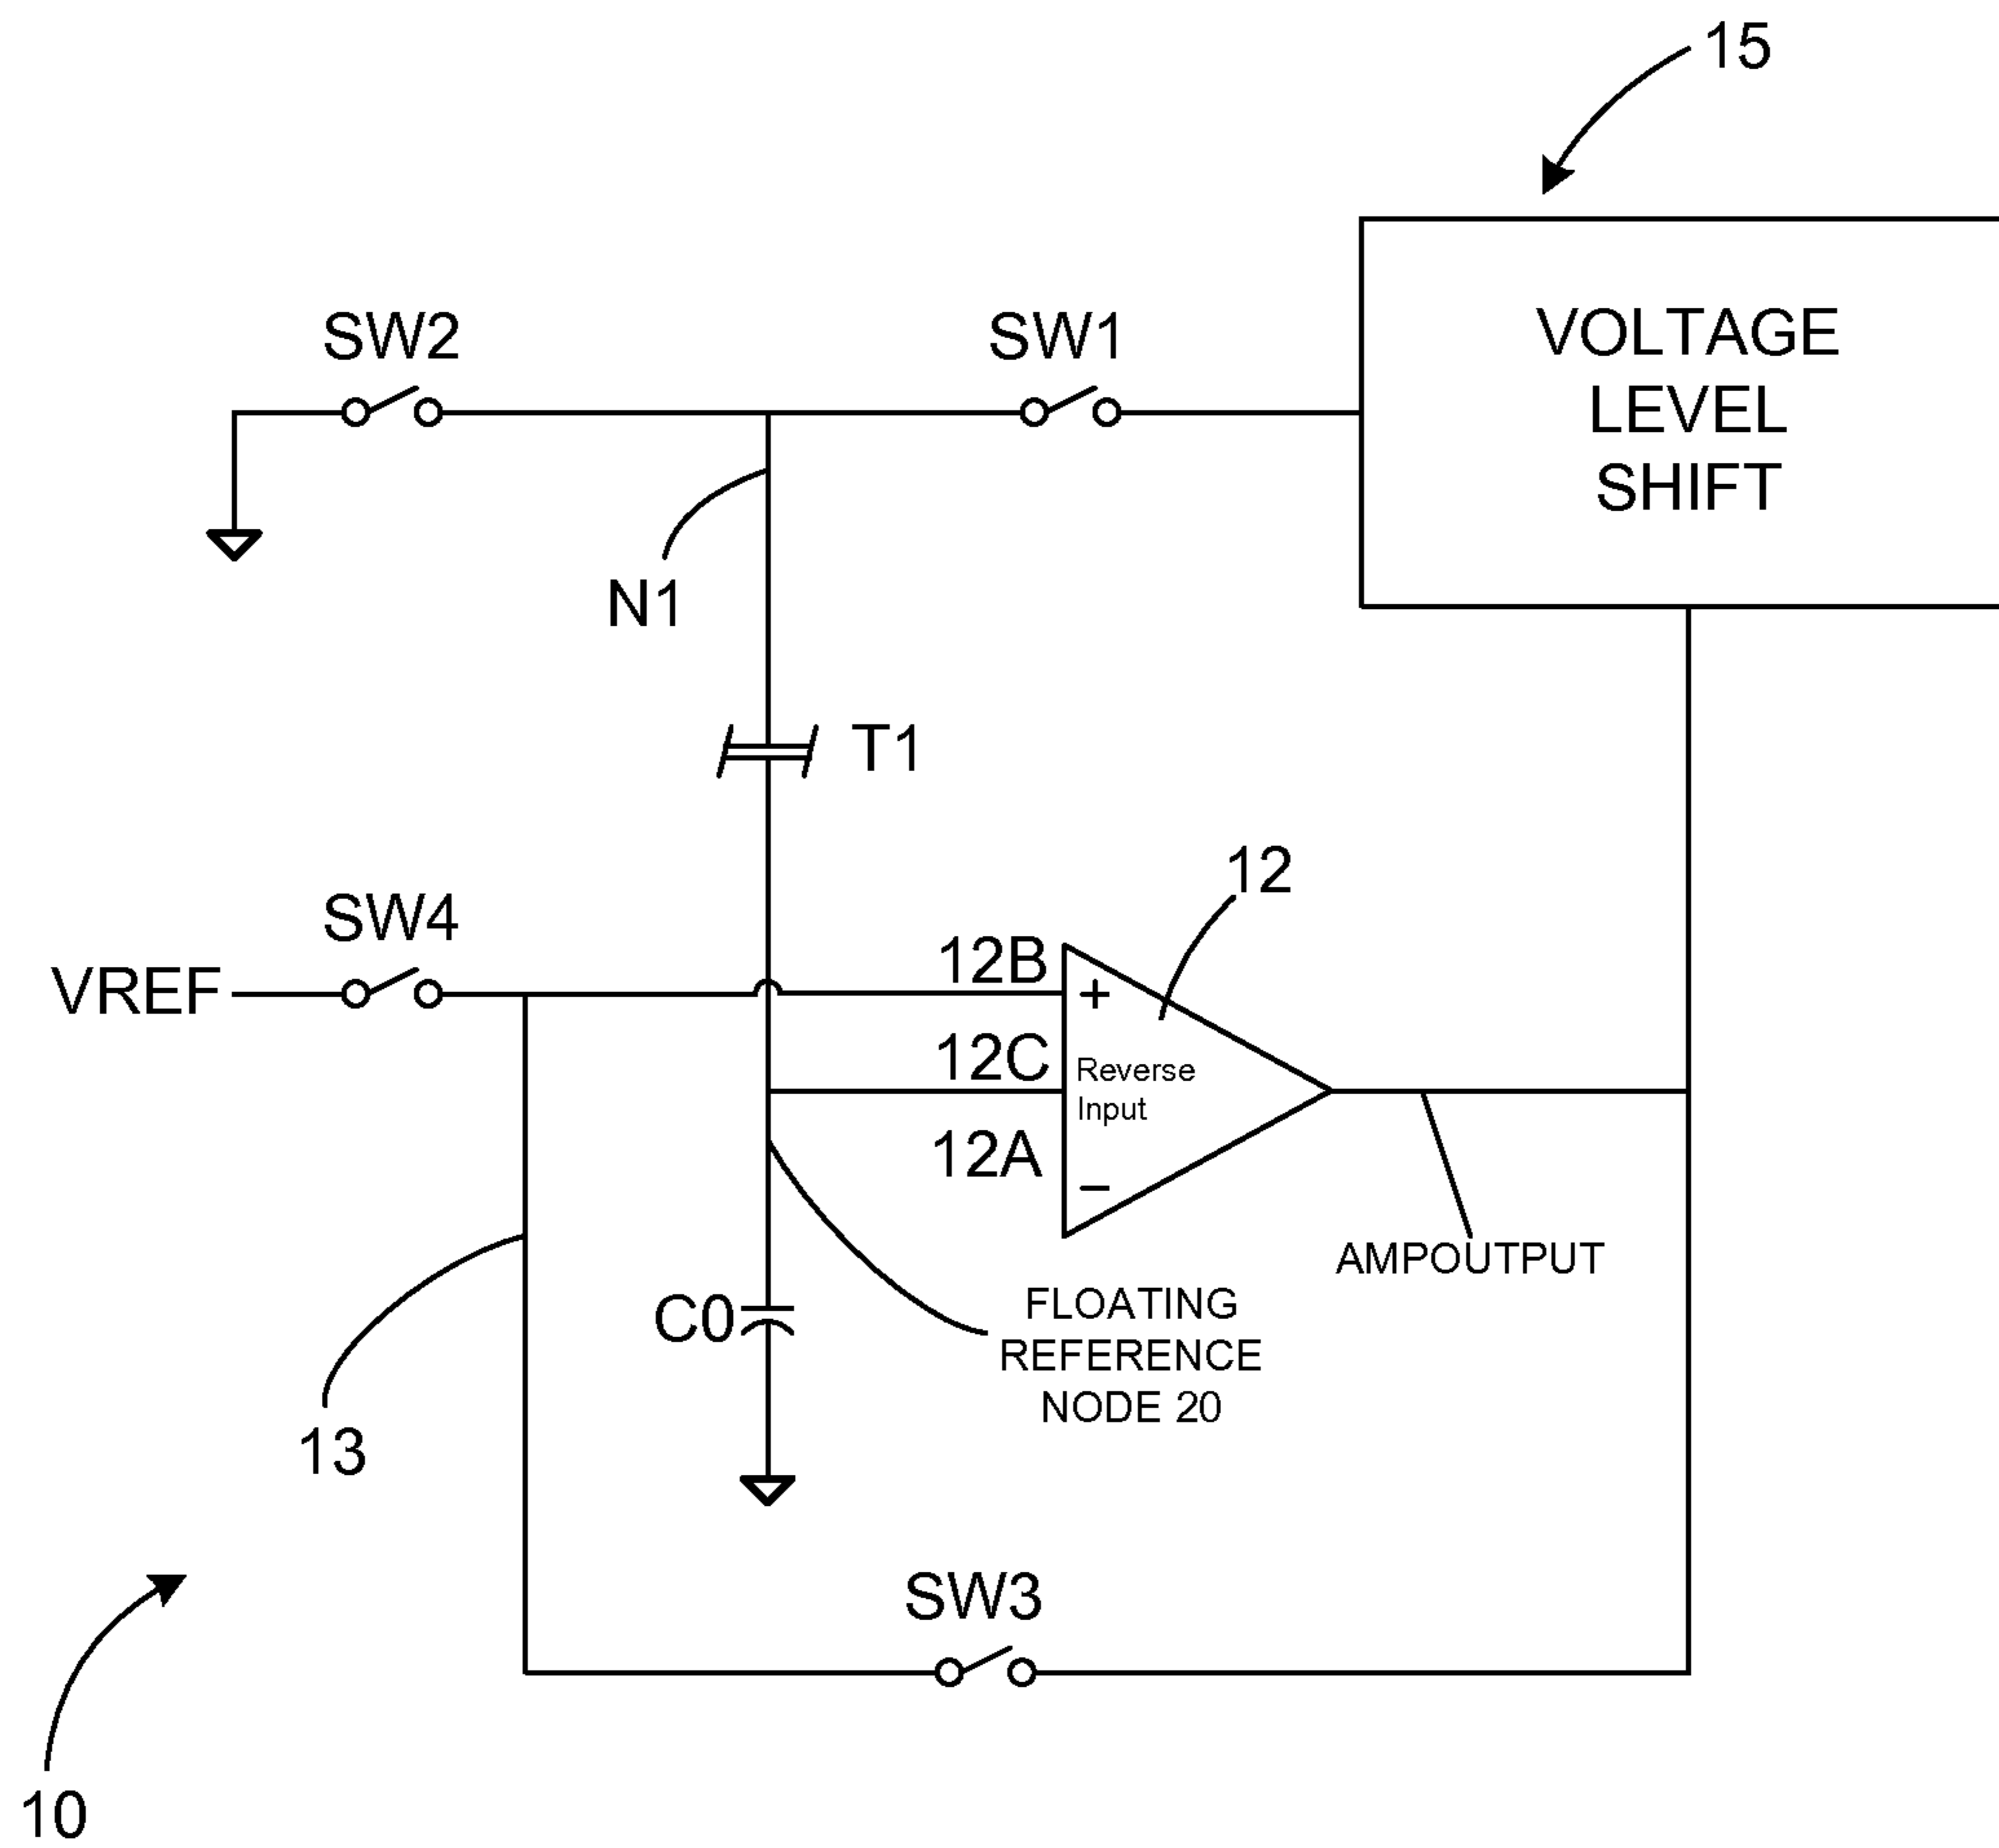 15
SW2
SW1
VOLTAGE
LEVEL
SHIFT
N1
T1
12
SW4
12B
VREF
+
12C
Reverse
Input
12A
−
AMPOUTPUT
C0
FLOATING
REFERENCE
NODE 20
13
SW3
10